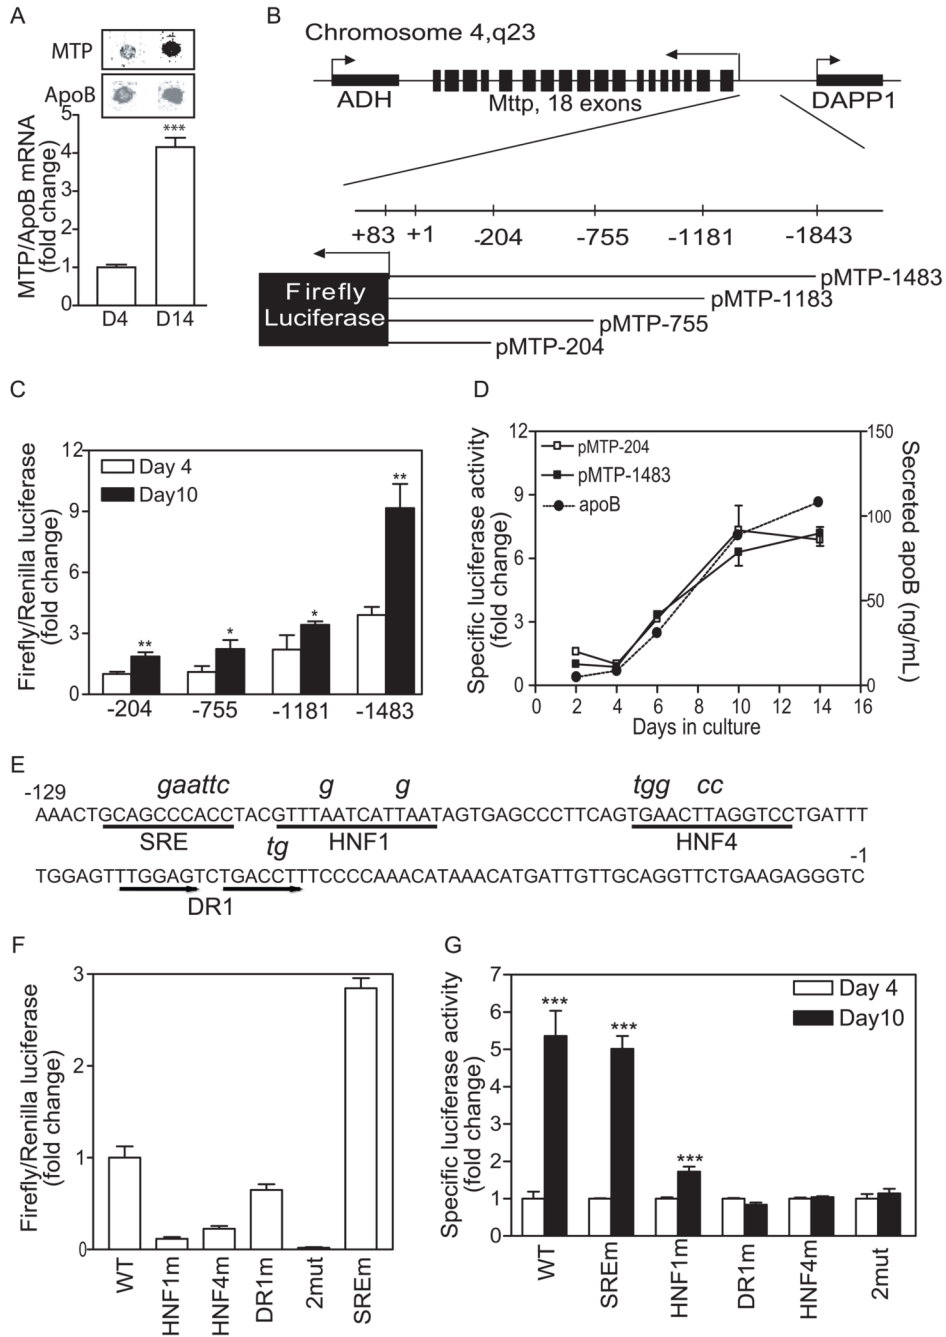 A
MTP
ApoB
MTP/ApoB mRNA
(fold change)
5
4
3
2
1
0
***
D4 D14
B
Chromosome 4,q23
ADH
Mttp, 18 exons
DAPP1
+83 +1 -204 -755 -1181 -1843
Firefly
Luciferase
pMTP-1483
pMTP-1183
pMTP-755
pMTP-204
C
Firefly/Renilla luciferase
(fold change)
12
9
6
3
0
Day 4
Day10
** * * **
-204 -755 -1181 -1483
D
Specific luciferase activity
(fold change)
12
9
6
3
0
pMTP-204
pMTP-1483
apoB
150
100
50
0
Secreted apoB (ng/mL)
0 2 4 6 8 10 12 14 16
Days in culture
E
gaattc g g tgg cc
-129
AAACTGCAGCCCACCTACGTTTAATCATTAATAGTGAGCCCTTCAGTGAACTTAGGTCCTGATTT
SRE HNF1 HNF4
tg
-1
TGGAGTTTGGAGTCTGACCTTTCCCCAAACATAAACATGATTGTTGCAGGTTCTGAAGAGGGTC
DR1
F
Firefly/Renilla luciferase
(fold change)
3
2
1
0
WT HNF1m HNF4m DR1m 2mut SREm
G
Specific luciferase activity
(fold change)
7
6
5
4
3
2
1
0
Day 4
Day10
*** *** ***
WT SREm HNF1m DR1m HNF4m 2mut